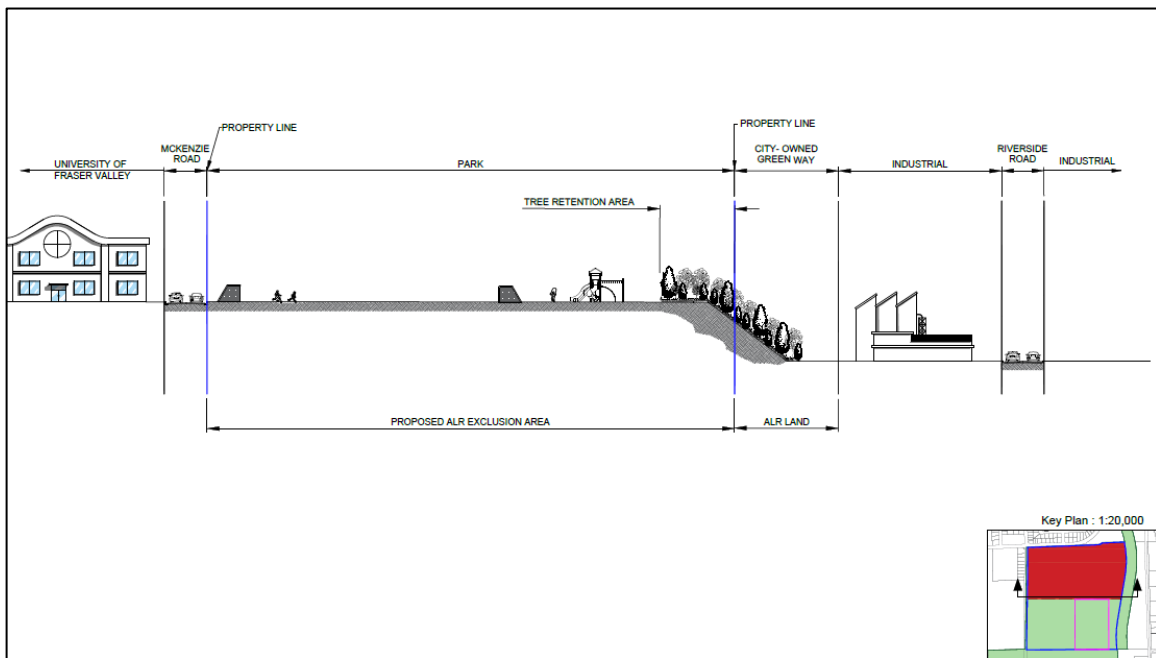 PROPERTY LINE
PROPERTY LINE
MCKENZIE
ROAD
CITY- OWNED
GREEN WAY
RIVERSIDE
ROAD
UNIVERSITY OF
FRASER VALLEY
PARK
INDUSTRIAL
INDUSTRIAL
TREE RETENTION AREA
PROPOSED ALR EXCLUSION AREA
ALR LAND
Key Plan : 1:20,000